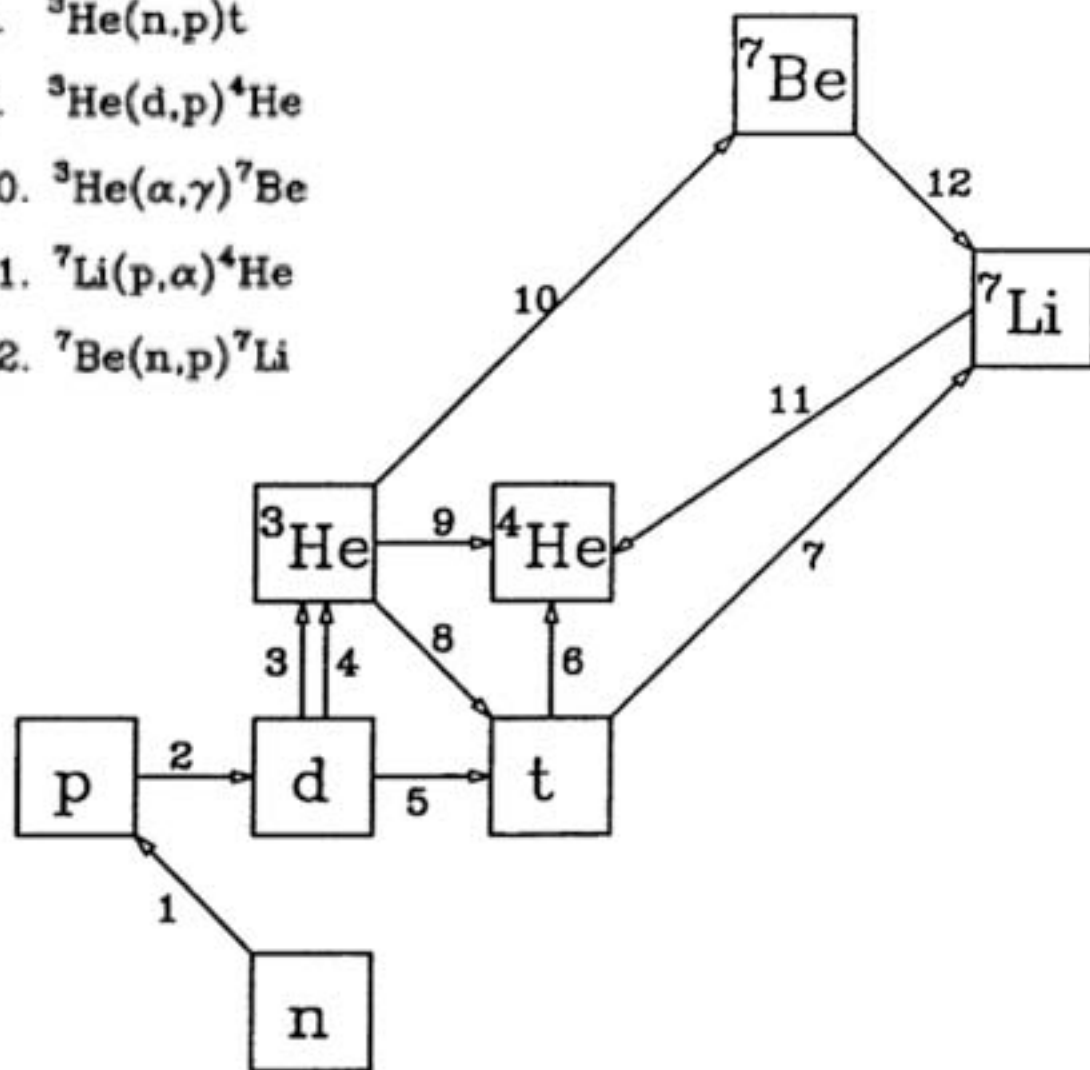 . ³He(n,p)t
. ³He(d,p)⁴He
0. ³He(α,γ)⁷Be
1. ⁷Li(p,α)⁴He
2. ⁷Be(n,p)⁷Li
⁷Be
12
⁷Li
10
11
³He
9
⁴He
7
3
4
8
6
p
2
d
5
t
1
n